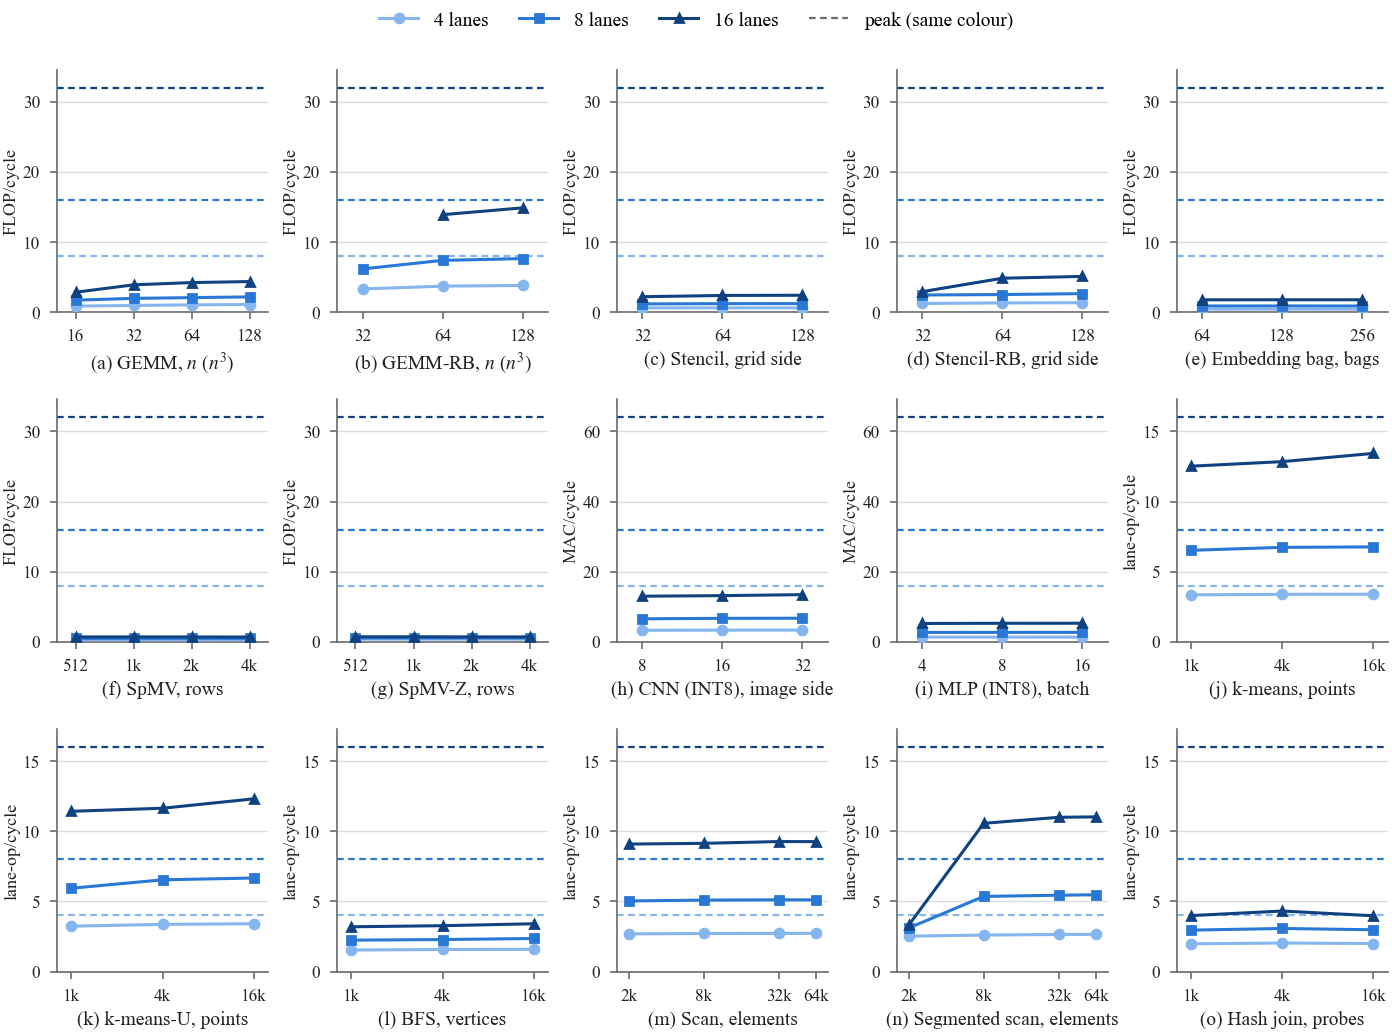 4 lanes 8 lanes 16 lanes peak (same colour)
FLOP/cycle 0 10 20 30
16 32 64 128
(a) GEMM, n (n³)
FLOP/cycle 0 10 20 30
32 64 128
(b) GEMM-RB, n (n³)
FLOP/cycle 0 10 20 30
32 64 128
(c) Stencil, grid side
FLOP/cycle 0 10 20 30
32 64 128
(d) Stencil-RB, grid side
FLOP/cycle 0 10 20 30
64 128 256
(e) Embedding bag, bags
FLOP/cycle 0 10 20 30
512 1k 2k 4k
(f) SpMV, rows
FLOP/cycle 0 10 20 30
512 1k 2k 4k
(g) SpMV-Z, rows
MAC/cycle 0 20 40 60
8 16 32
(h) CNN (INT8), image side
MAC/cycle 0 20 40 60
4 8 16
(i) MLP (INT8), batch
lane-op/cycle 0 5 10 15
1k 4k 16k
(j) k-means, points
lane-op/cycle 0 5 10 15
1k 4k 16k
(k) k-means-U, points
lane-op/cycle 0 5 10 15
1k 4k 16k
(l) BFS, vertices
lane-op/cycle 0 5 10 15
2k 8k 32k 64k
(m) Scan, elements
lane-op/cycle 0 5 10 15
2k 8k 32k 64k
(n) Segmented scan, elements
lane-op/cycle 0 5 10 15
1k 4k 16k
(o) Hash join, probes